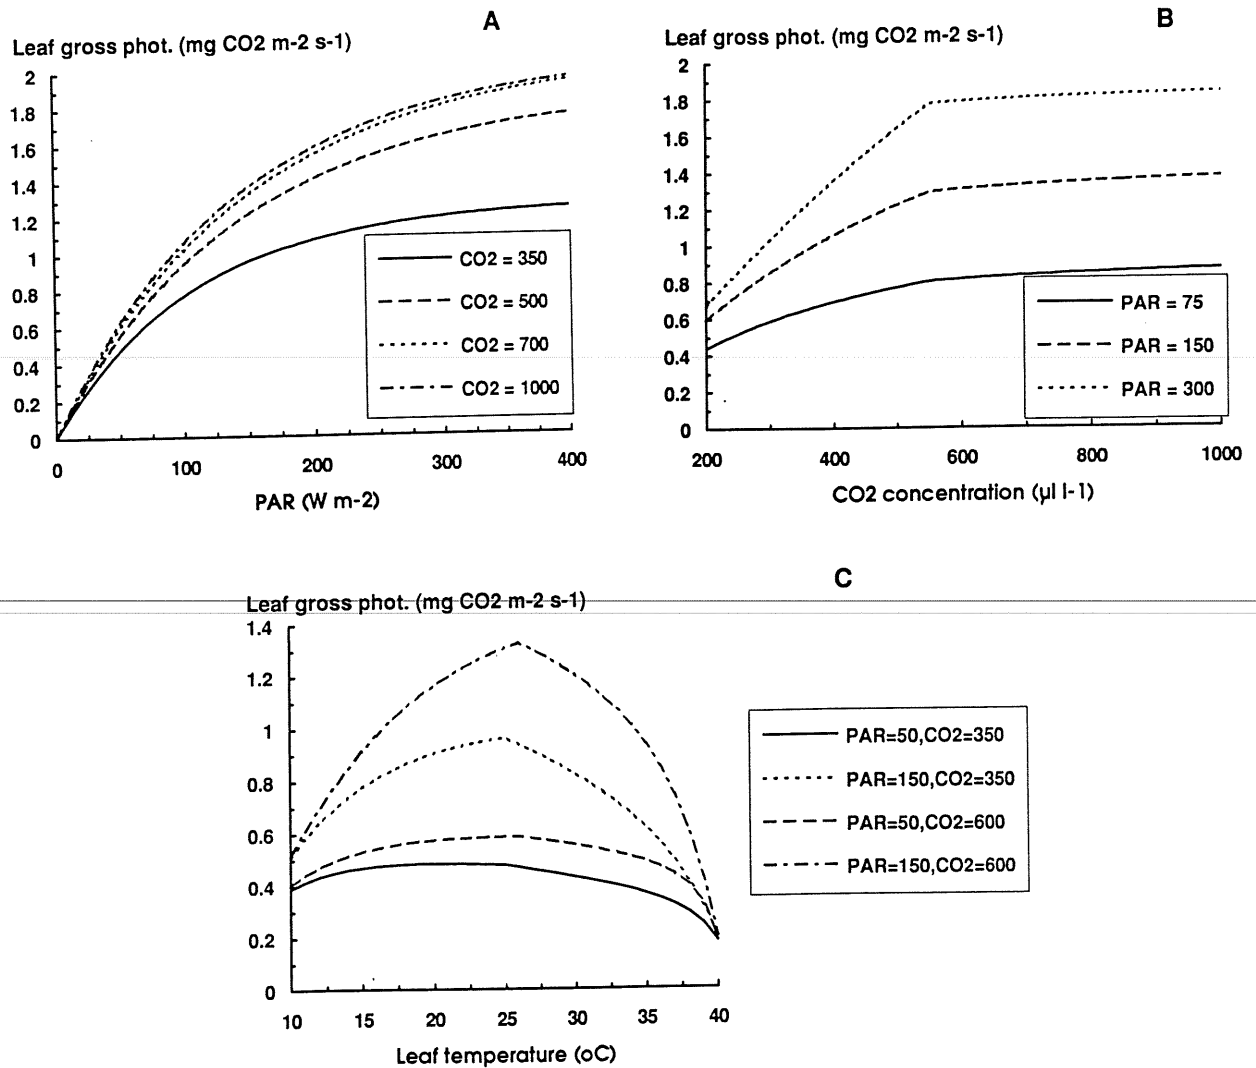 A
Leaf gross phot. (mg CO2 m-2 s-1)
2
1.8
1.6
1.4
1.2
1
0.8
0.6
0.4
0.2
0
0 100 200 300 400
PAR (W m-2)
CO2 = 350
CO2 = 500
CO2 = 700
CO2 = 1000
B
Leaf gross phot. (mg CO2 m-2 s-1)
2
1.8
1.6
1.4
1.2
1
0.8
0.6
0.4
0.2
0
200 400 600 800 1000
CO2 concentration (µl l-1)
PAR = 75
PAR = 150
PAR = 300
C
Leaf gross phot. (mg CO2 m-2 s-1)
1.4
1.2
1
0.8
0.6
0.4
0.2
0
10 15 20 25 30 35 40
Leaf temperature (oC)
PAR=50,CO2=350
PAR=150,CO2=350
PAR=50,CO2=600
PAR=150,CO2=600